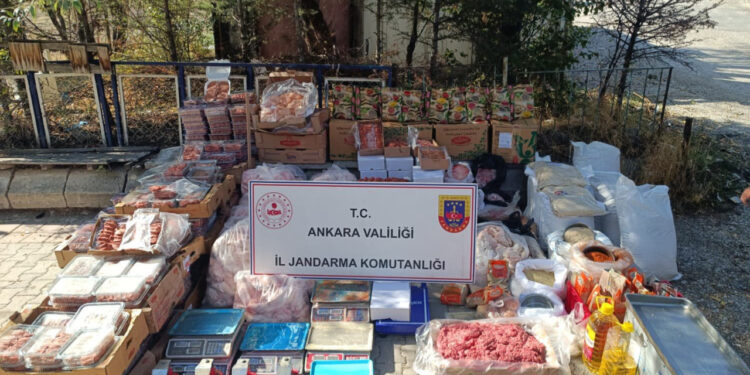 T.C.
ANKARA VALİLİĞİ
İL JANDARMA KOMUTANLIĞI